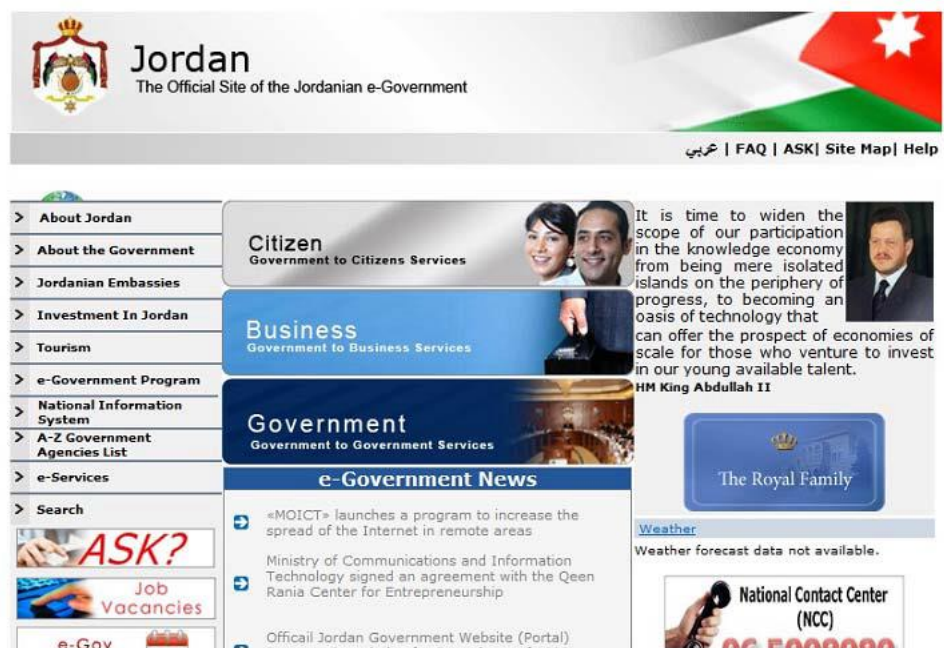 Jordan
The Official Site of the Jordanian e-Government
عربي | FAQ | ASK| Site Map| Help
> About Jordan
> About the Government
> Jordanian Embassies
> Investment In Jordan
> Tourism
> e-Government Program
> National Information
System
> A-Z Government
Agencies List
> e-Services
> Search
ASK?
Job
Vacancies
e-Gov
Citizen
Government to Citizens Services
Business
Government to Business Services
Government
Government to Government Services
e-Government News
«MOICT» launches a program to increase the
spread of the Internet in remote areas
Ministry of Communications and Information
Technology signed an agreement with the Qeen
Rania Center for Entrepreneurship
Officail Jordan Government Website (Portal)
It is time to widen the
scope of our participation
in the knowledge economy
from being mere isolated
islands on the periphery of
progress, to becoming an
oasis of technology that
can offer the prospect of economies of
scale for those who venture to invest
in our young available talent.
HM King Abdullah II
The Royal Family
Weather
Weather forecast data not available.
National Contact Center
(NCC)